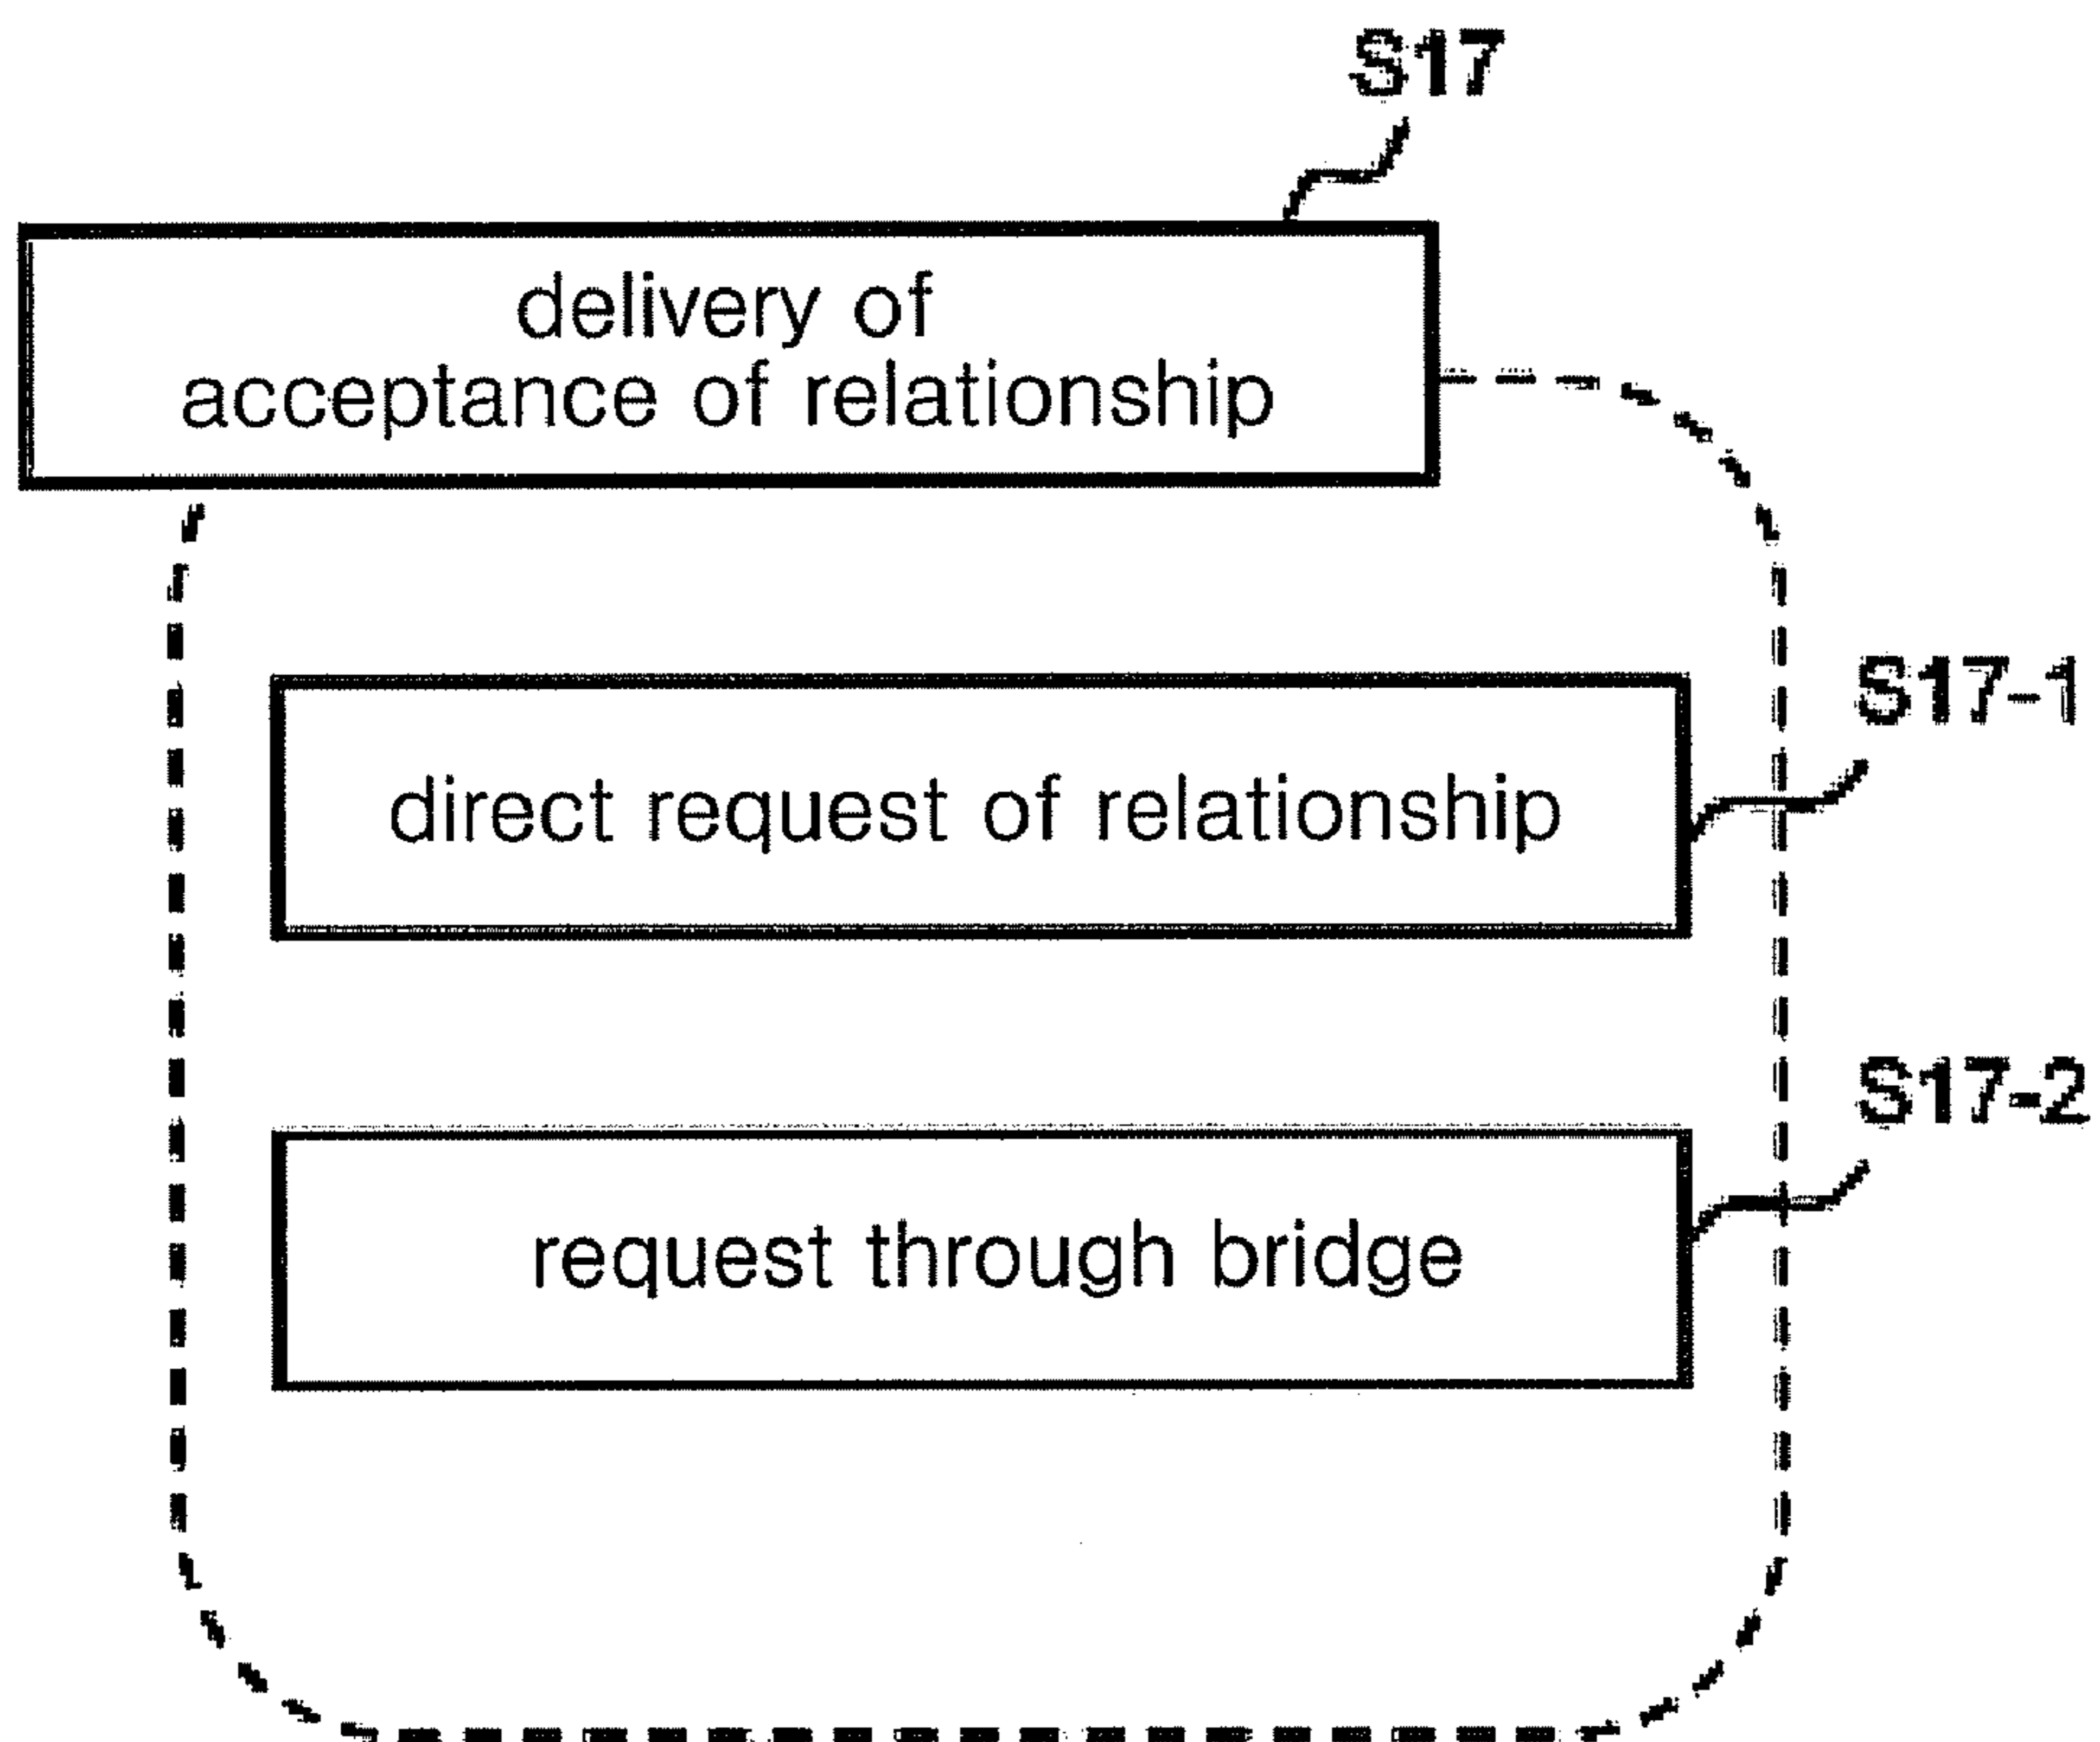 S17
delivery of
acceptance of relationship
S17-1
direct request of relationship
S17-2
request through bridge